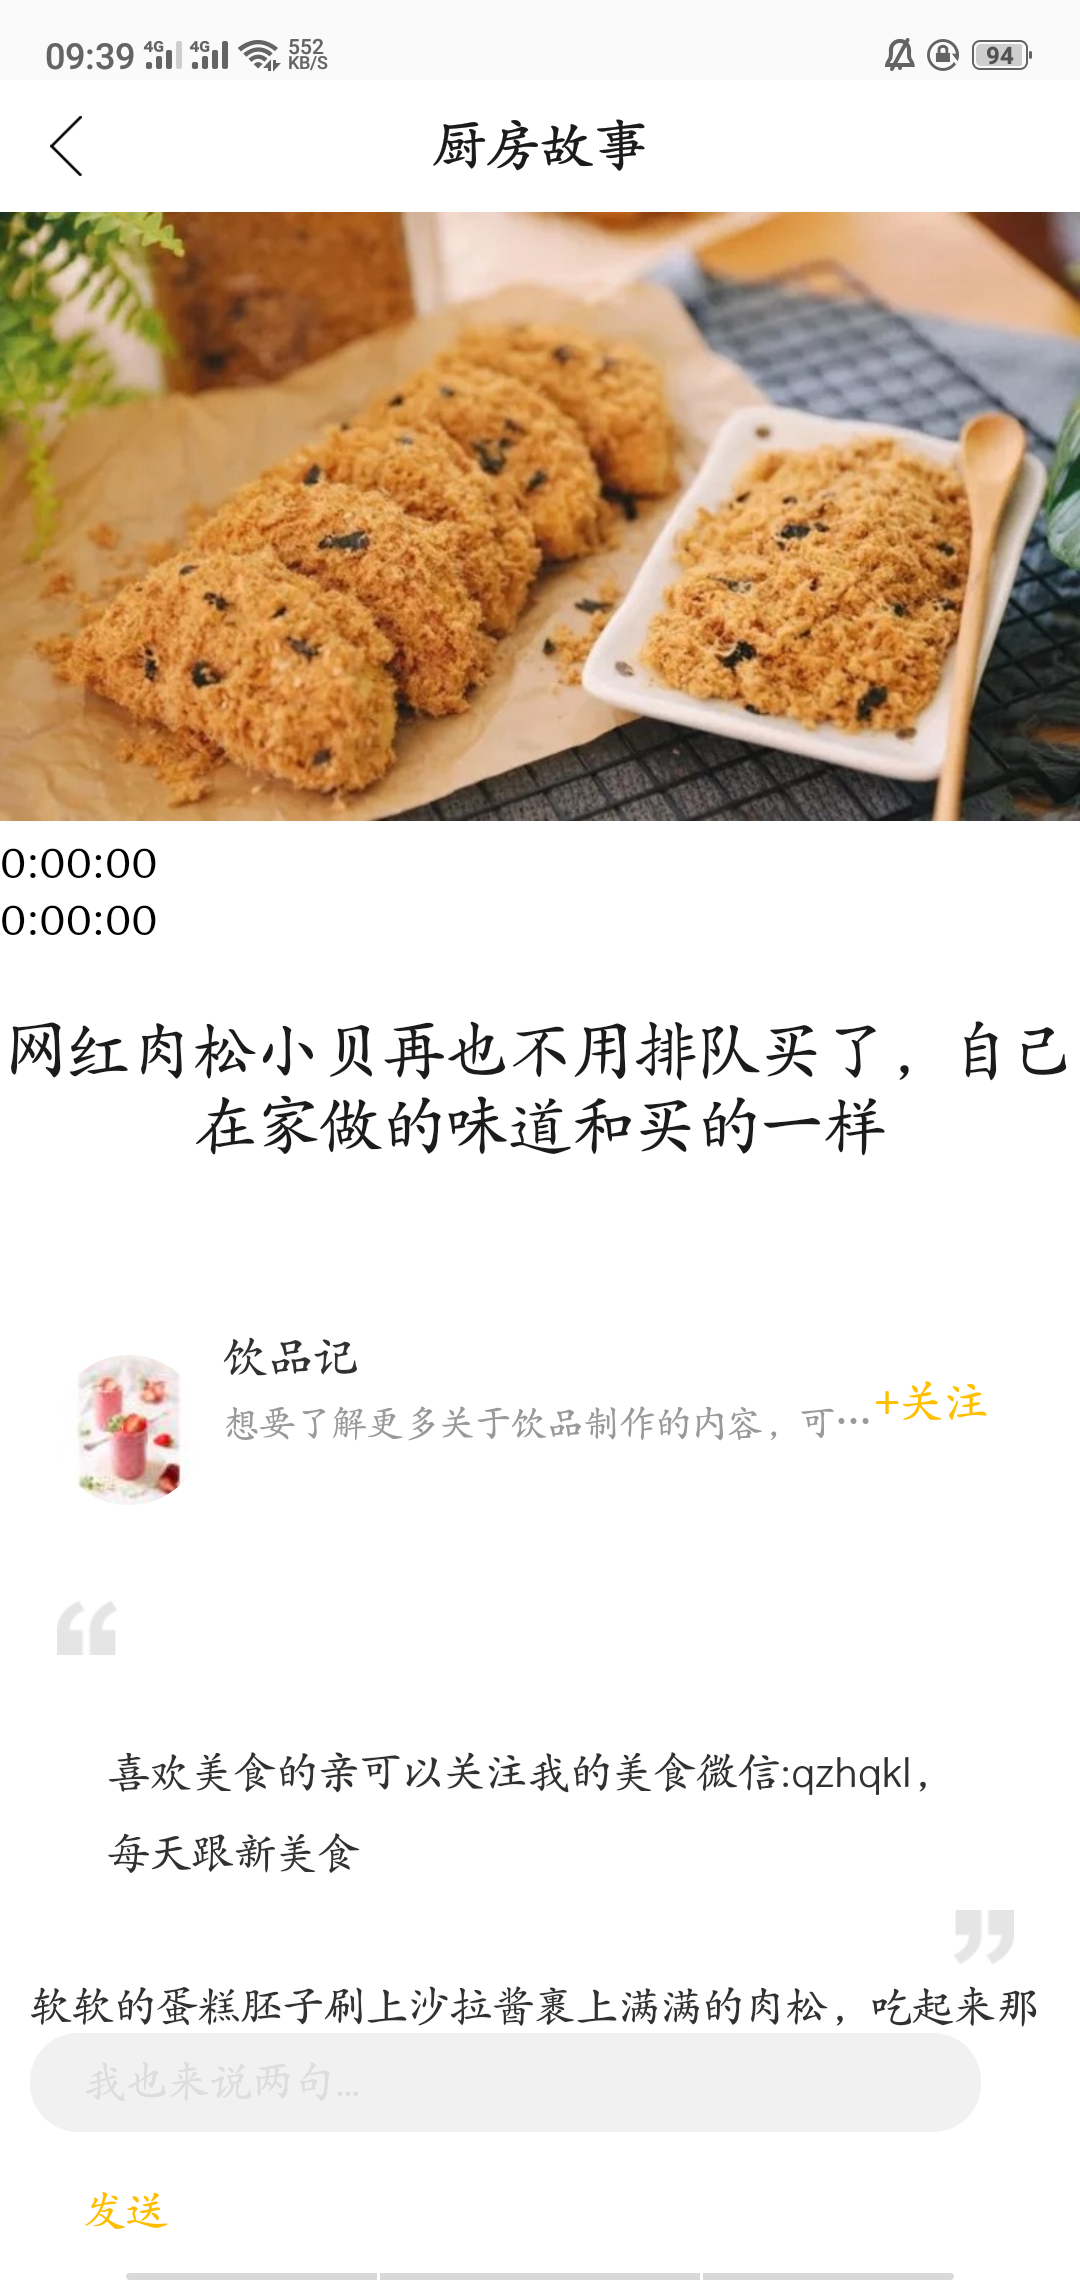 09:39 4G 4G 552 KB/S 94
厨房故事
0:00:00
0:00:00
网红肉松小贝再也不用排队买了，自己
在家做的味道和买的一样
饮品记
想要了解更多关于饮品制作的内容，可…
+关注
“
喜欢美食的亲可以关注我的美食微信:qzhqkl，
每天跟新美食
”
软软的蛋糕胚子刷上沙拉酱裹上满满的肉松，吃起来那
我也来说两句...
发送